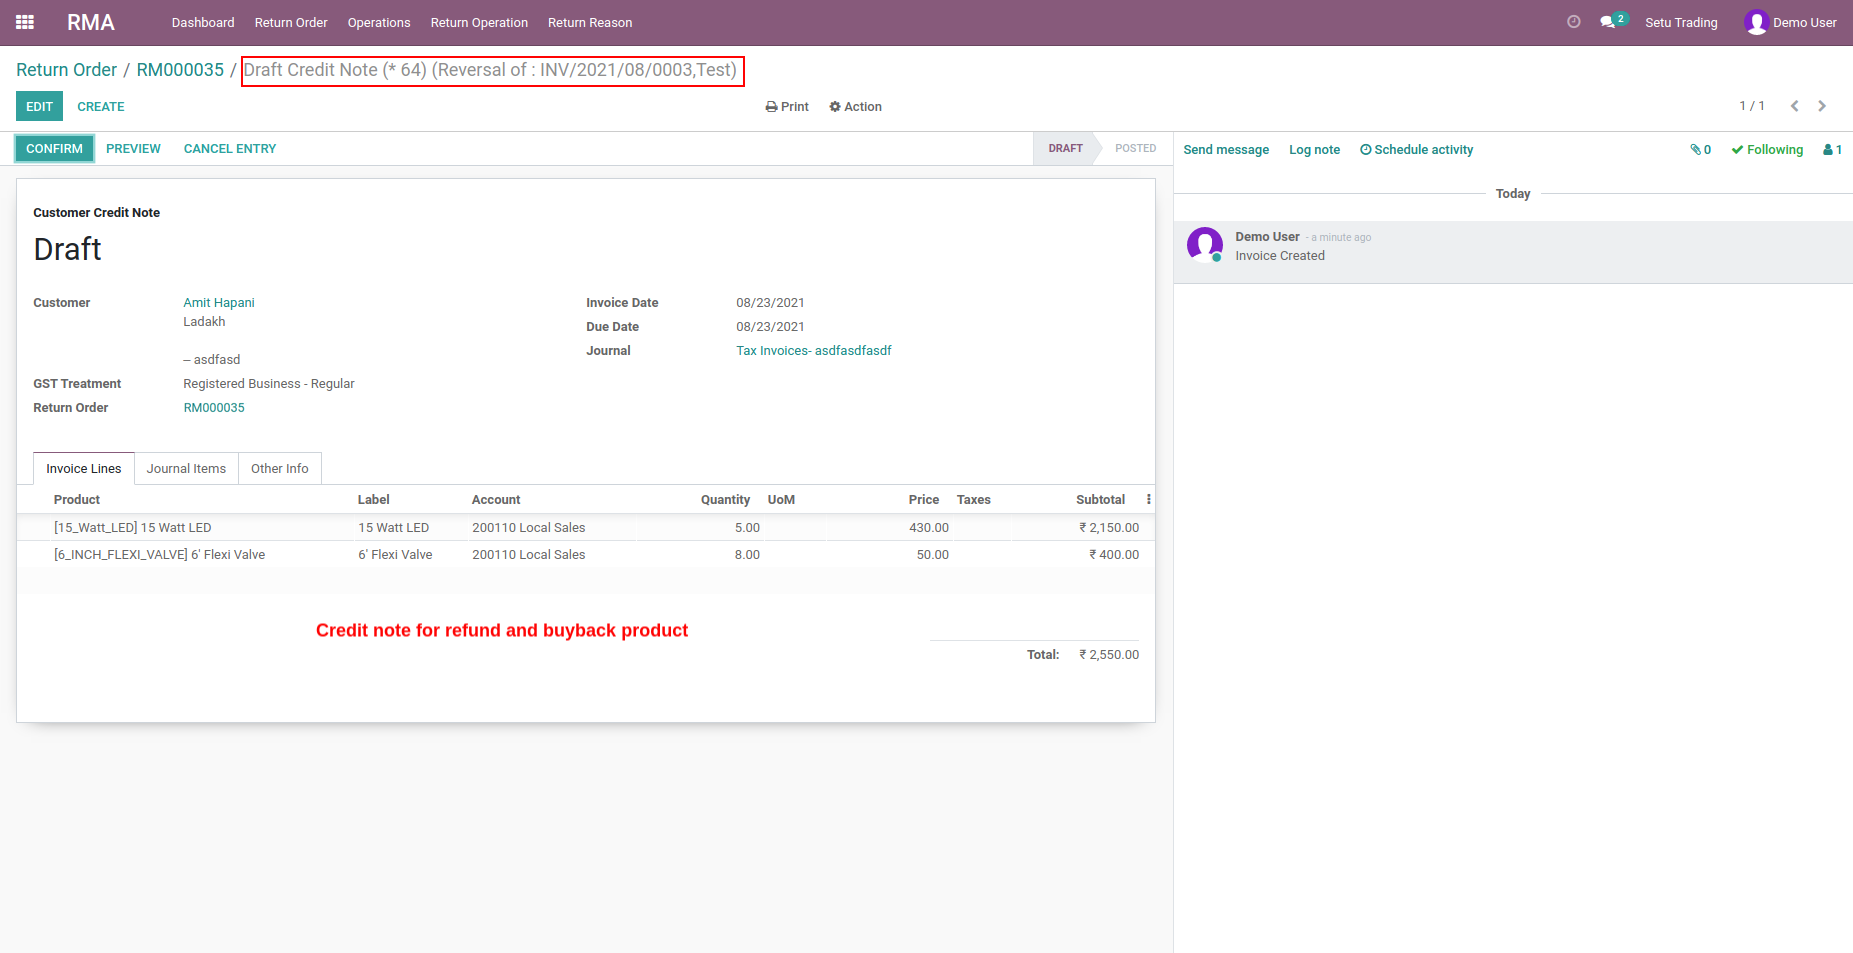 RMA Dashboard Return Order Operations Return Operation Return Reason 2 Setu Trading Demo User
Return Order / RM000035 / Draft Credit Note (* 64) (Reversal of : INV/2021/08/0003,Test)
EDIT CREATE Print Action 1 / 1
CONFIRM PREVIEW CANCEL ENTRY DRAFT POSTED
Send message Log note Schedule activity 0 Following 1
Today
Demo User - a minute ago
Invoice Created
Customer Credit Note
Draft
Customer Amit Hapani
Ladakh
– asdfasd
GST Treatment Registered Business - Regular
Return Order RM000035
Invoice Date 08/23/2021
Due Date 08/23/2021
Journal Tax Invoices- asdfasdfasdf
Invoice Lines Journal Items Other Info
Product Label Account Quantity UoM Price Taxes Subtotal
[15_Watt_LED] 15 Watt LED 15 Watt LED 200110 Local Sales 5.00 430.00 ₹ 2,150.00
[6_INCH_FLEXI_VALVE] 6' Flexi Valve 6' Flexi Valve 200110 Local Sales 8.00 50.00 ₹ 400.00
Credit note for refund and buyback product
Total: ₹ 2,550.00